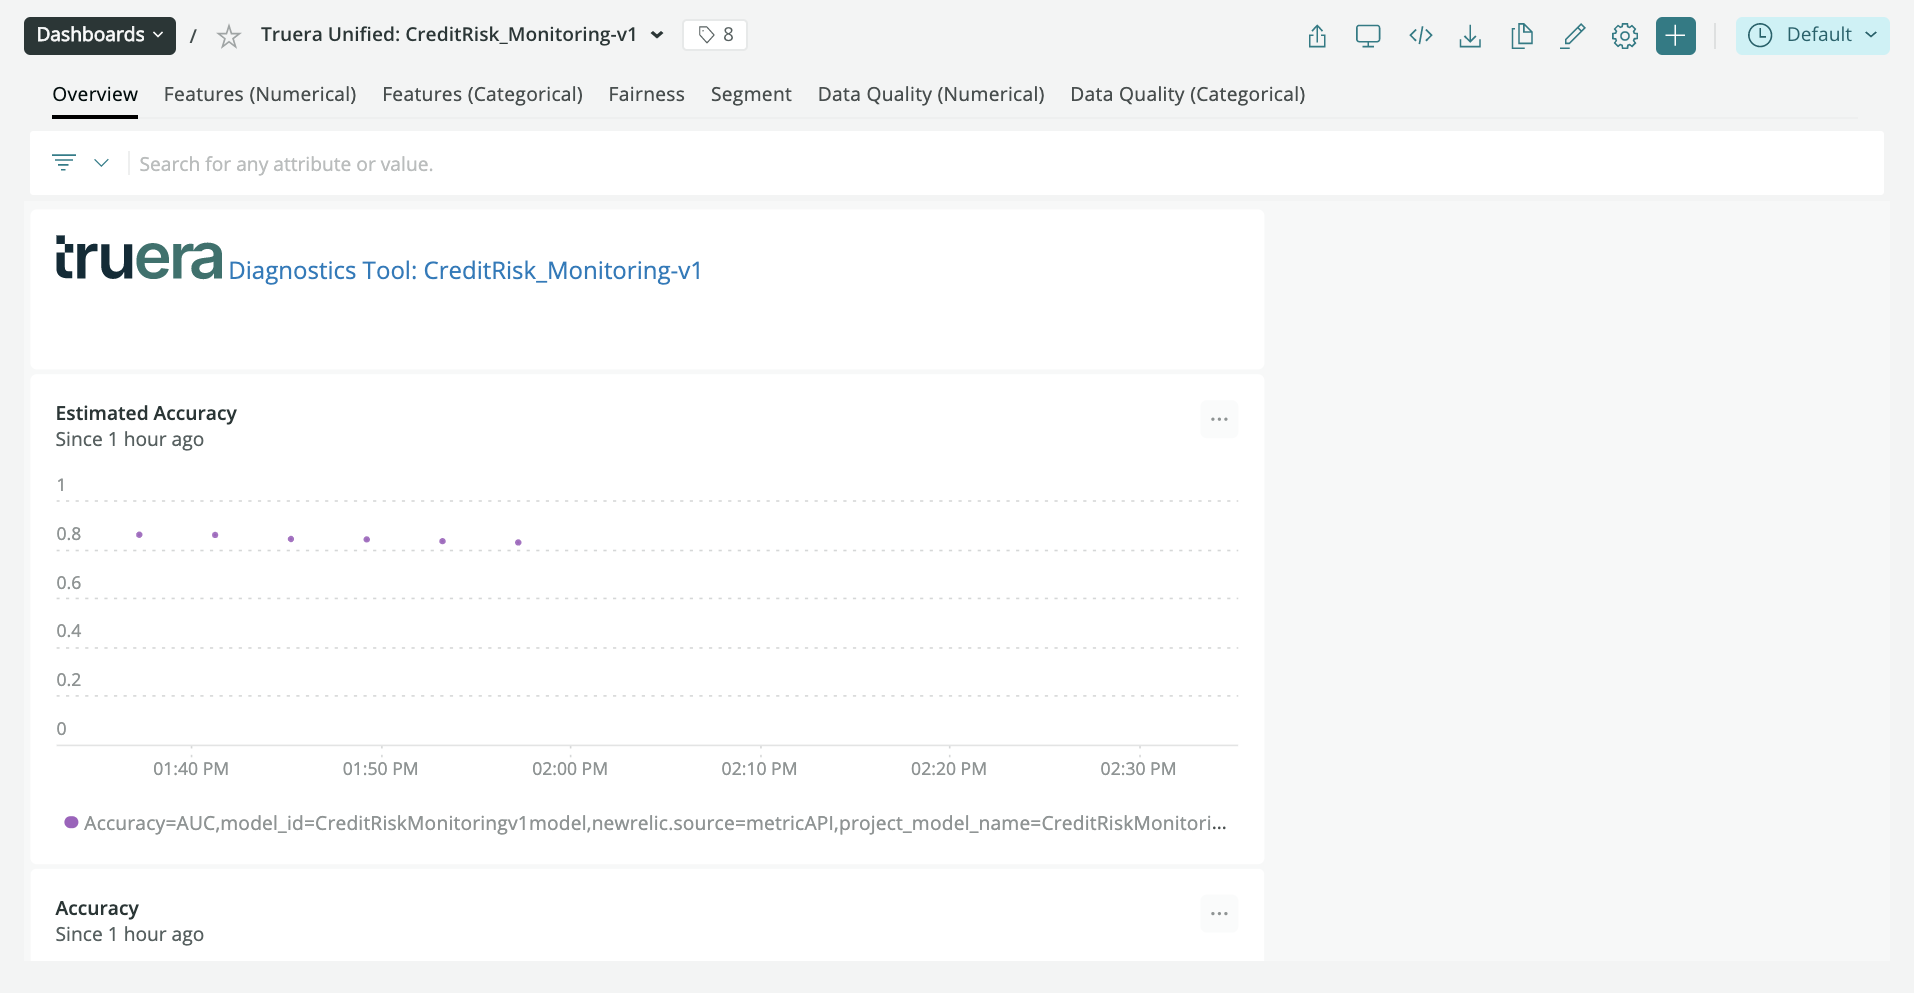 Dashboards / Truera Unified: CreditRisk_Monitoring-v1 8 </> Default
Overview Features (Numerical) Features (Categorical) Fairness Segment Data Quality (Numerical) Data Quality (Categorical)
Search for any attribute or value.
truera Diagnostics Tool: CreditRisk_Monitoring-v1
Estimated Accuracy
Since 1 hour ago
1
0.8
0.6
0.4
0.2
0
01:40 PM 01:50 PM 02:00 PM 02:10 PM 02:20 PM 02:30 PM
Accuracy=AUC,model_id=CreditRiskMonitoringv1model,newrelic.source=metricAPI,project_model_name=CreditRiskMonitori...
Accuracy
Since 1 hour ago